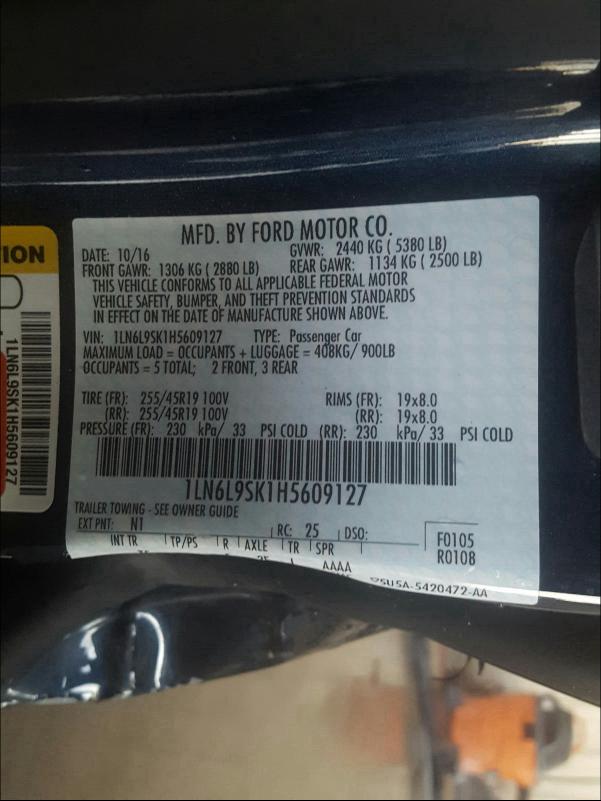 ION
1LN6L9SK1H5609127
MFD. BY FORD MOTOR CO.
DATE: 10/16 GVWR: 2440 KG ( 5380 LB)
FRONT GAWR: 1306 KG ( 2880 LB) REAR GAWR: 1134 KG ( 2500 LB)
THIS VEHICLE CONFORMS TO ALL APPLICABLE FEDERAL MOTOR
VEHICLE SAFETY, BUMPER, AND THEFT PREVENTION STANDARDS
IN EFFECT ON THE DATE OF MANUFACTURE SHOWN ABOVE.
VIN: 1LN6L9SK1H5609127 TYPE: Passenger Car
MAXIMUM LOAD = OCCUPANTS + LUGGAGE = 408KG/ 900LB
OCCUPANTS = 5 TOTAL; 2 FRONT, 3 REAR
TIRE (FR): 255/45R19 100V RIMS (FR): 19x8.0
(RR): 255/45R19 100V (RR): 19x8.0
PRESSURE (FR): 230 kPa/ 33 PSI COLD (RR): 230 kPa/ 33 PSI COLD
1LN6L9SK1H5609127
TRAILER TOWING - SEE OWNER GUIDE
EXT PNT: N1 RC: 25 DSO: F0105
INT TR TP/PS R AXLE TR SPR R0108
AAAA
5U5A-5420472-AA